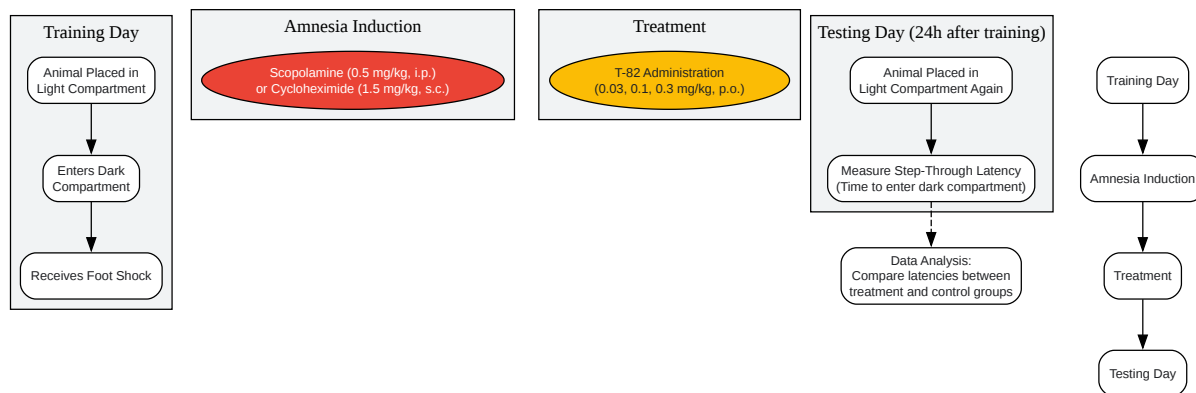 Training Day
Animal Placed in
Light Compartment
Enters Dark
Compartment
Receives Foot Shock
Amnesia Induction
Scopolamine (0.5 mg/kg, i.p.)
or Cycloheximide (1.5 mg/kg, s.c.)
Treatment
T-82 Administration
(0.03, 0.1, 0.3 mg/kg, p.o.)
Testing Day (24h after training)
Animal Placed in
Light Compartment Again
Measure Step-Through Latency
(Time to enter dark compartment)
Data Analysis:
Compare latencies between
treatment and control groups
Training Day
Amnesia Induction
Treatment
Testing Day